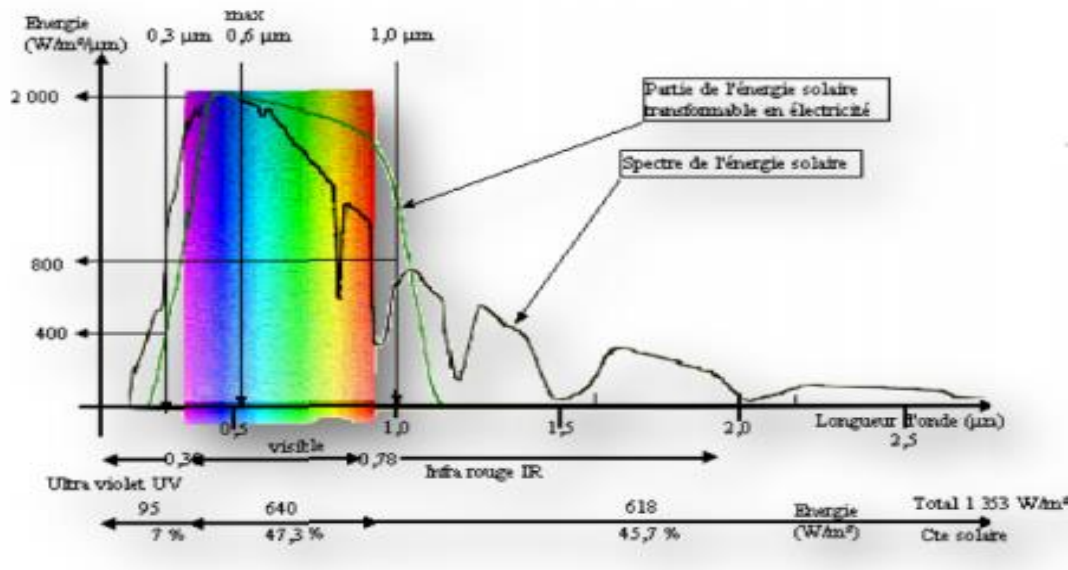 max
Energie
(W/m²/µm)
0,3 µm
0,6 µm
1,0 µm
2 000
Partie de l'énergie solaire
transformable en électricité
Spectre de l'énergie solaire
800
400
0,5
1,0
1,5
2,0
Longueur d'onde (µm)
2,5
visible
0,78
Infra rouge IR
Ultra violet UV
95
640
618
Energie
(W/m²)
Total 1 353 W/m²
7 %
47,3 %
45,7 %
Cte solaire